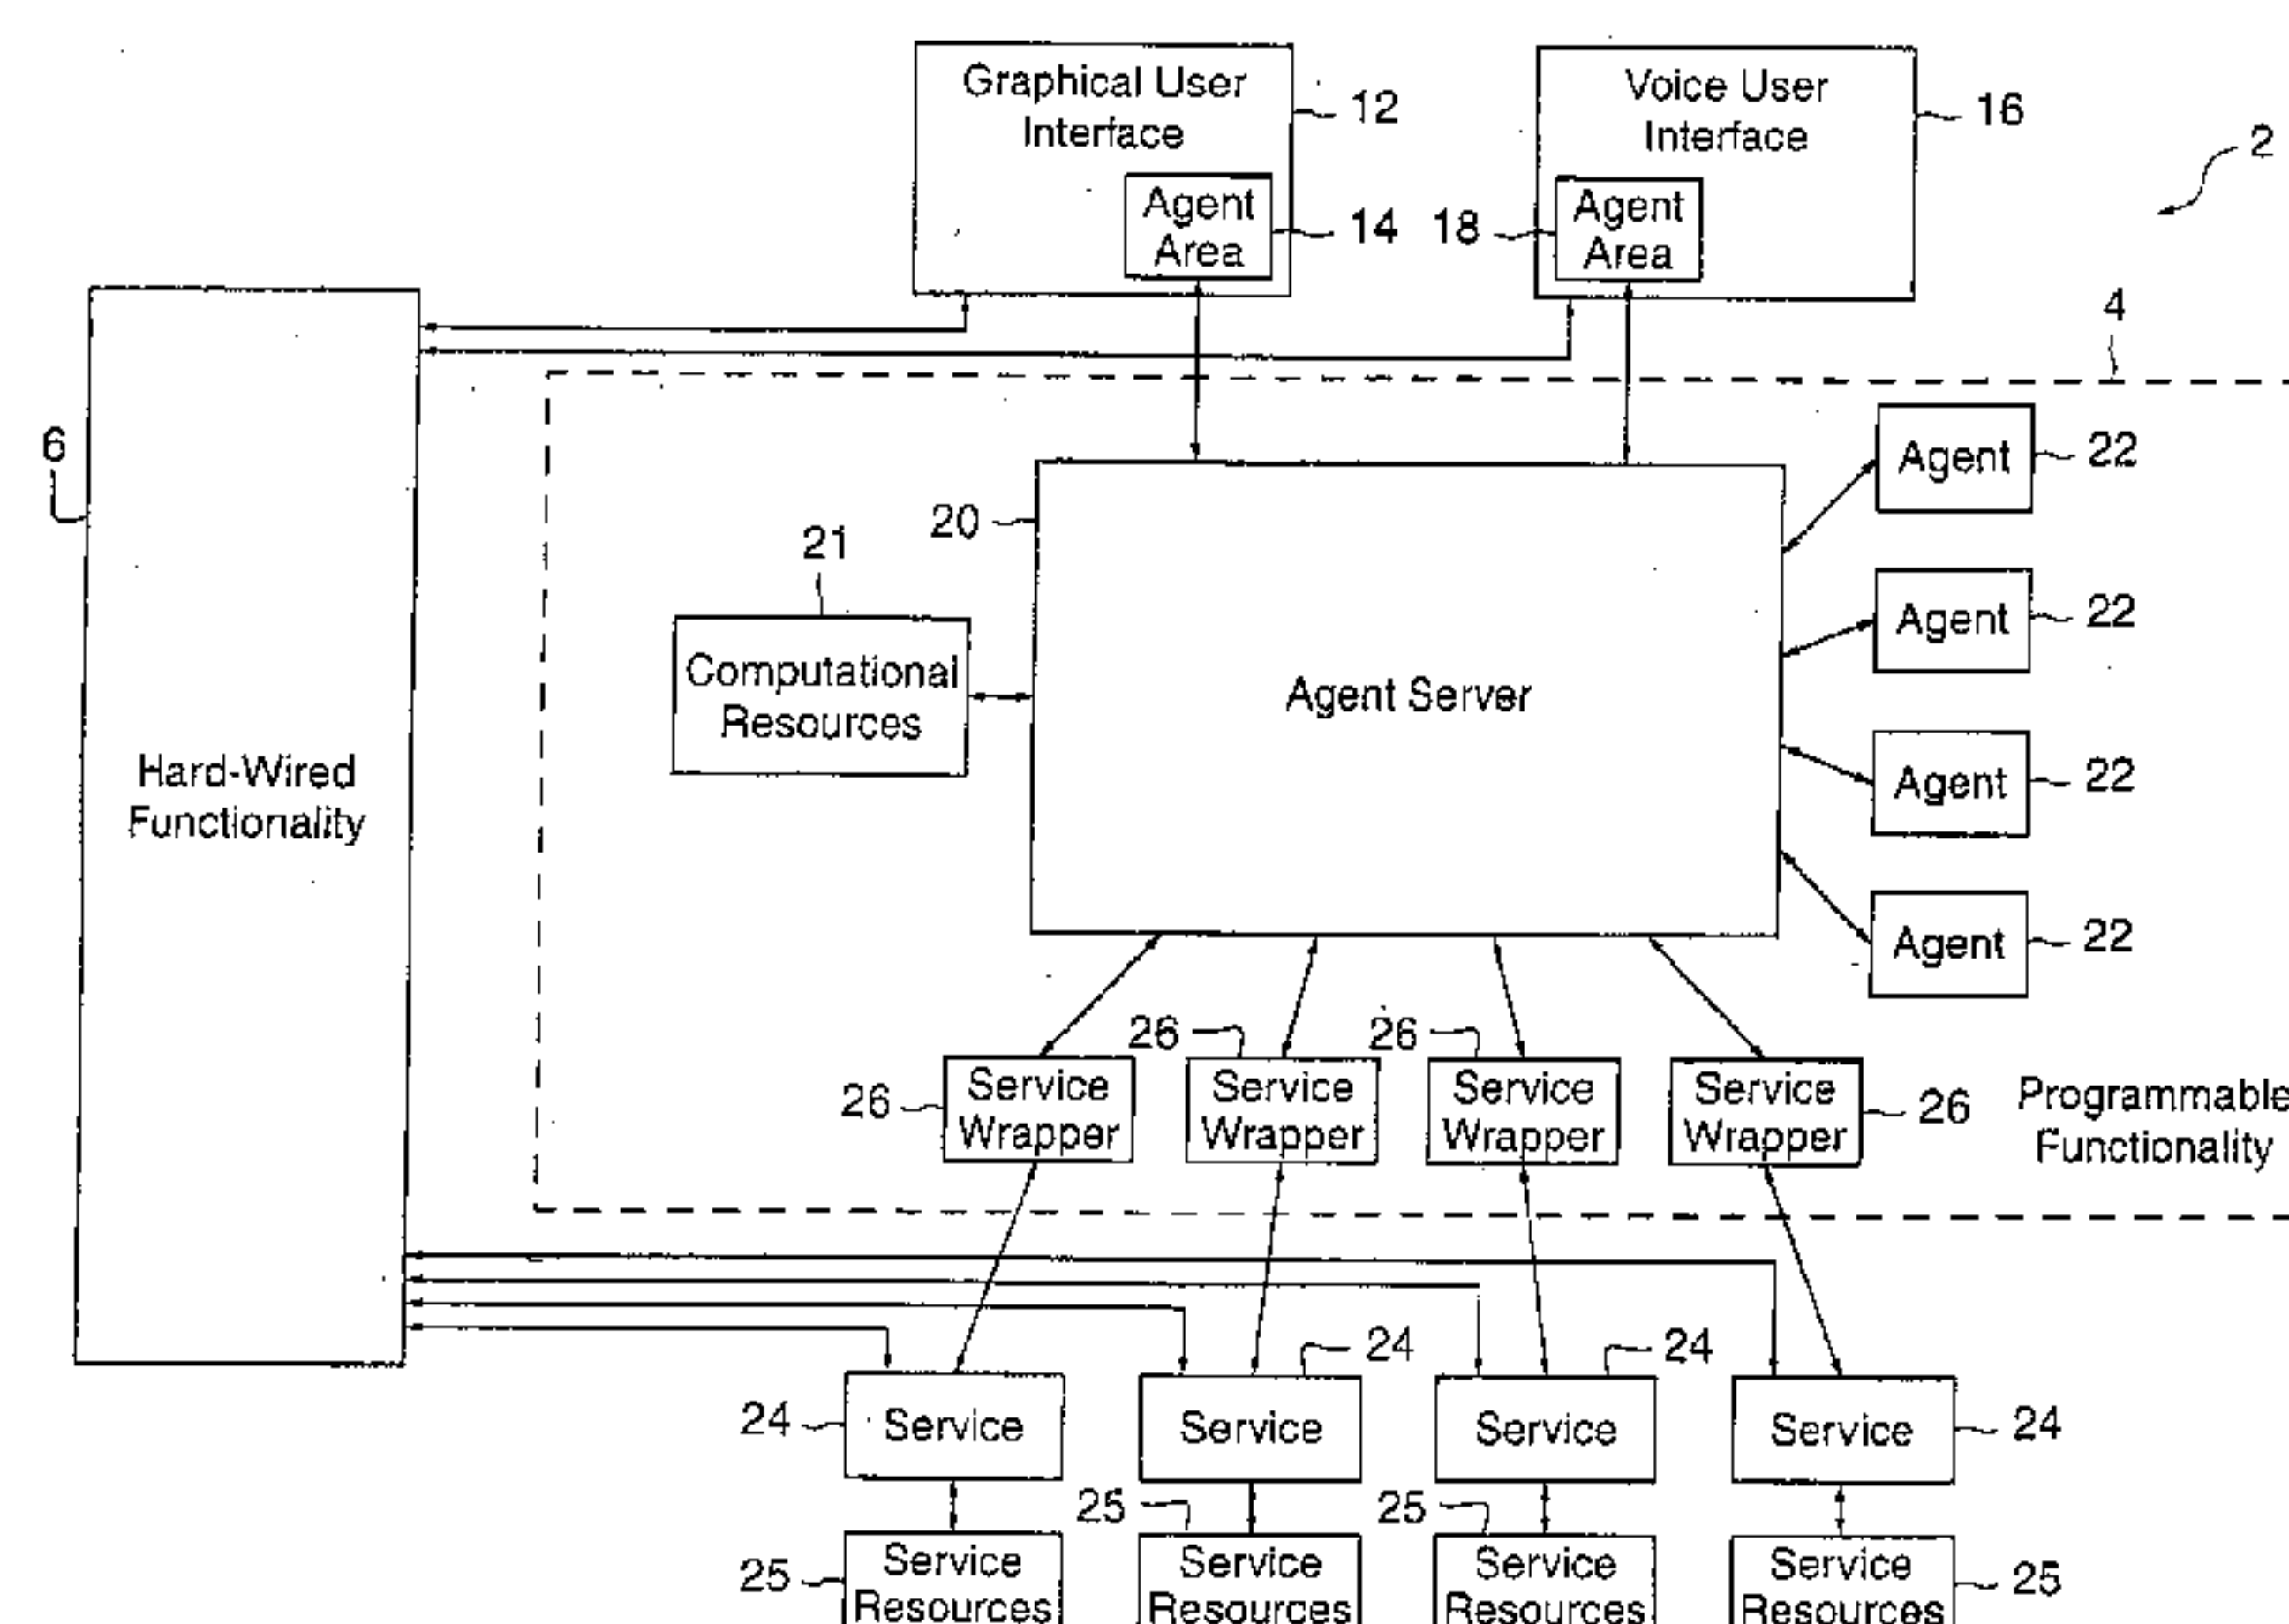 Graphical User
Interface
12
Agent
Area
14
Voice User
Interface
16
18
Agent
Area
2
4
6
Hard-Wired
Functionality
20
21
Computational
Resources
Agent Server
Agent
22
Agent
22
Agent
22
Agent
22
26
Service
Wrapper
26
Service
Wrapper
26
Service
Wrapper
Service
Wrapper
26
Programmable
Functionality
24
Service
24
Service
24
Service
Service
24
25
Service
Resources
25
Service
Resources
25
Service
Resources
Service
Resources
25